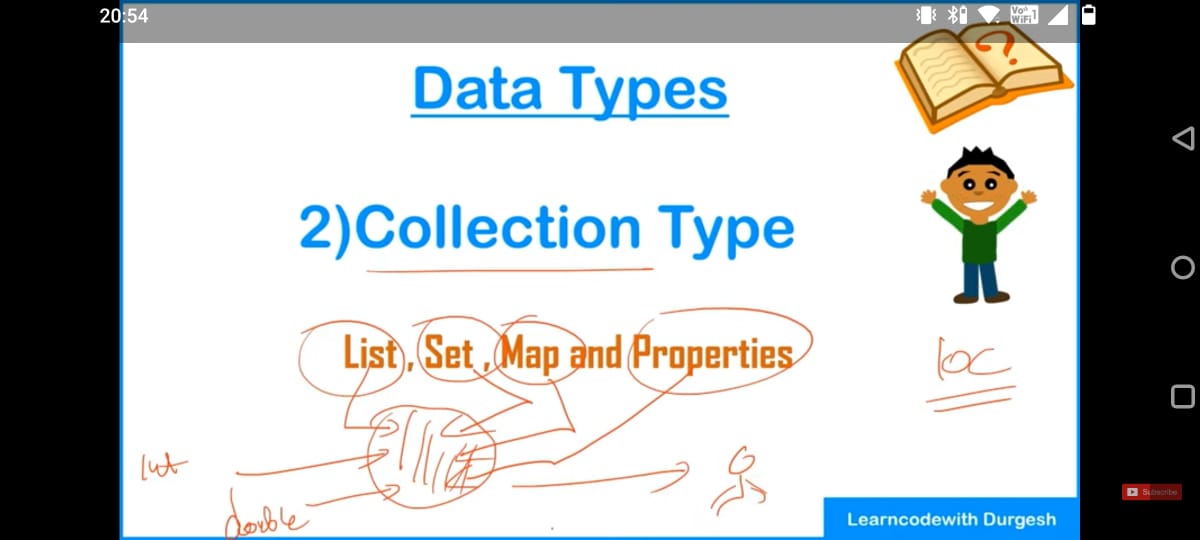 20:54
Vo
WiFi 1
?
Data Types
2)Collection Type
List, Set, Map and Properties
IOC
int
double
Subscribe
Learncodewith Durgesh